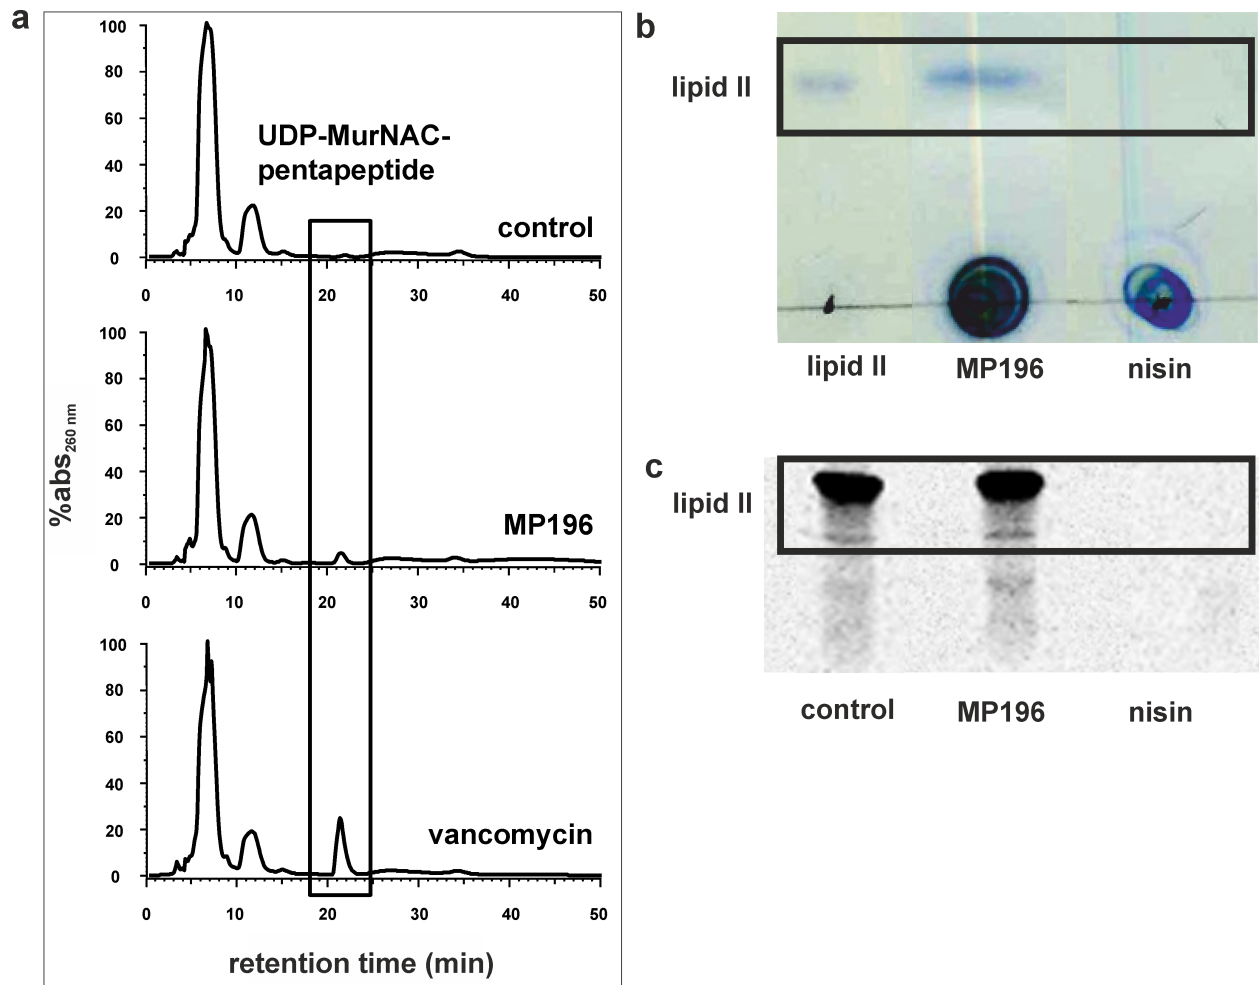 a
100
80
60
40
20
0
UDP-MurNAC-
pentapeptide
control
0 10 20 30 40 50
100
80
60
40
20
0
MP196
0 10 20 30 40 50
100
80
60
40
20
0
vancomycin
0 10 20 30 40 50
%abs260 nm
retention time (min)
b
lipid II
lipid II MP196 nisin
c
lipid II
control MP196 nisin